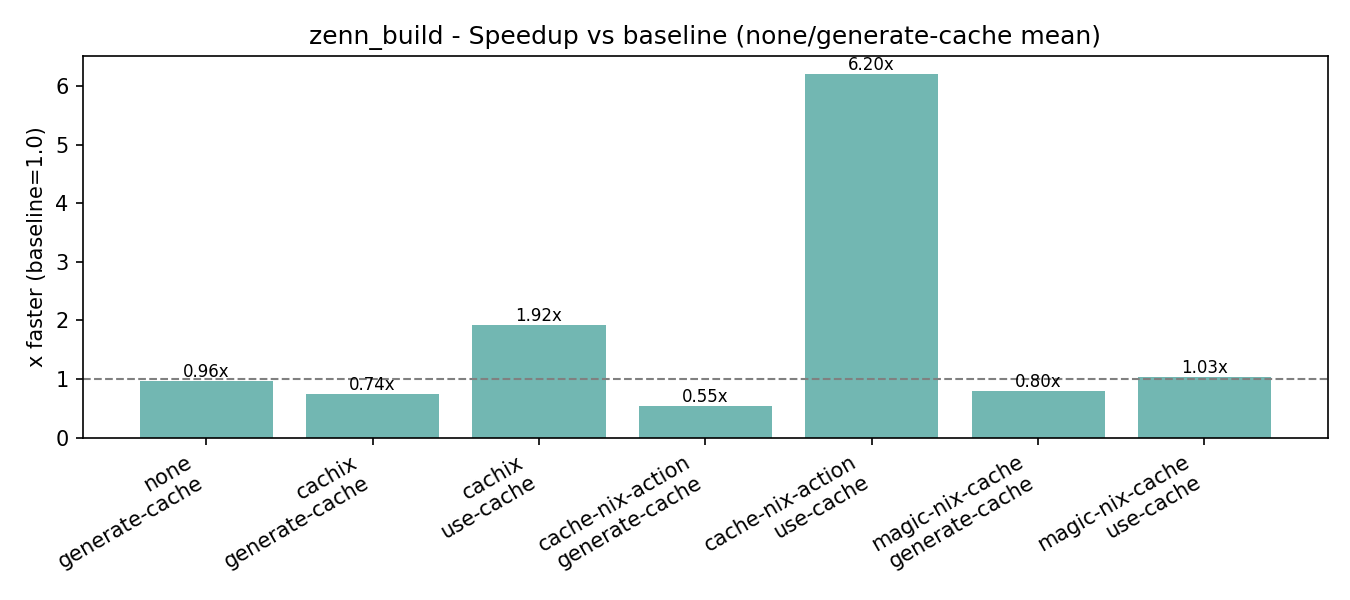 zenn_build - Speedup vs baseline (none/generate-cache mean)
x faster (baseline=1.0)
6
5
4
3
2
1
0
0.96x
0.74x
1.92x
0.55x
6.20x
0.80x
1.03x
none
generate-cache
cachix
generate-cache
cachix
use-cache
cache-nix-action
generate-cache
cache-nix-action
use-cache
magic-nix-cache
generate-cache
magic-nix-cache
use-cache